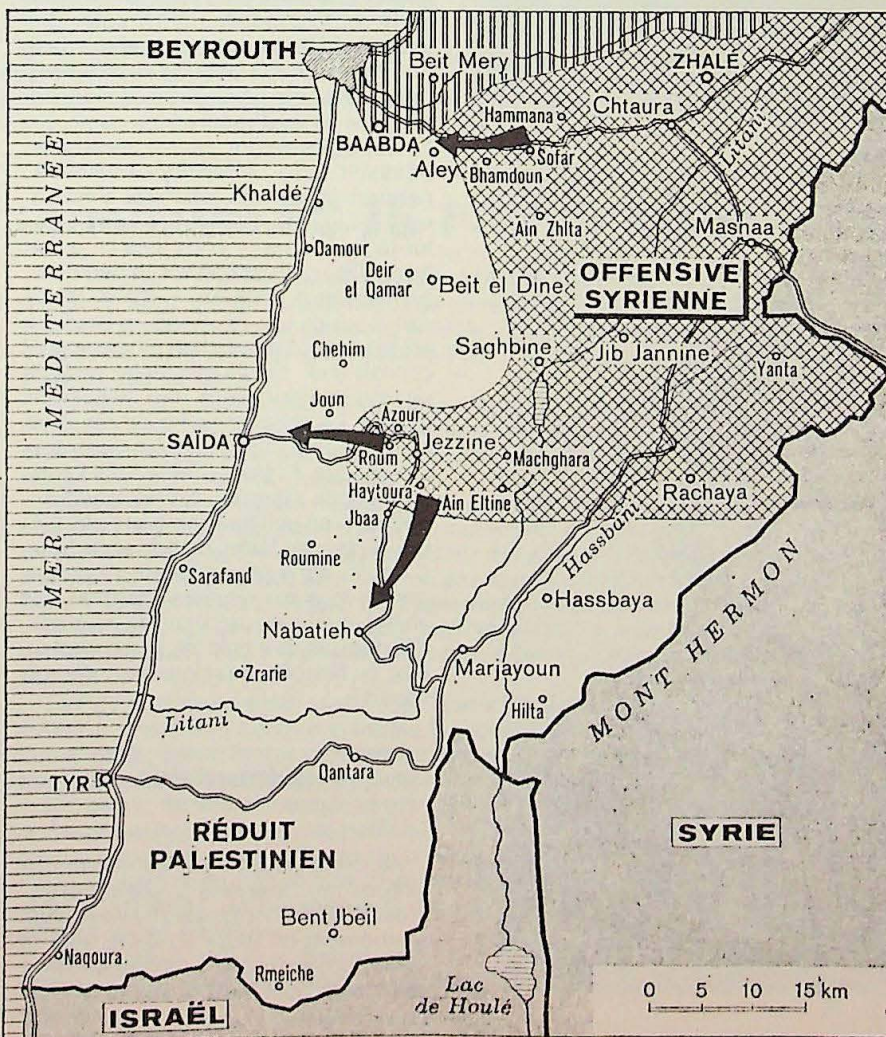 BEYROUTH
Beit Mery
ZHALÉ
Hammana
Chtaura
BAABDA
Aley
Sofar
Bhamdoun
Litani
Khaldé
Ain Zhlta
Masnaa
Damour
Deir
el Qamar
Beit el Dine
OFFENSIVE
SYRIENNE
MER MÉDITERRANÉE
Chehim
Saghbine
Jib Jannine
Yanta
Joun
Azour
SAÏDA
Roum
Jezzine
Machghara
Haytoura
Ain Eltine
Rachaya
Jbaa
Hassbani
Roumine
Sarafand
Hassbaya
Nabatieh
Marjayoun
Zrarie
Hilta
MONT HERMON
Litani
Qantara
TYR
RÉDUIT
PALESTINIEN
SYRIE
Bent Jbeil
Naqoura
Rmeiche
Lac
de Houlé
ISRAËL
0 5 10 15 km